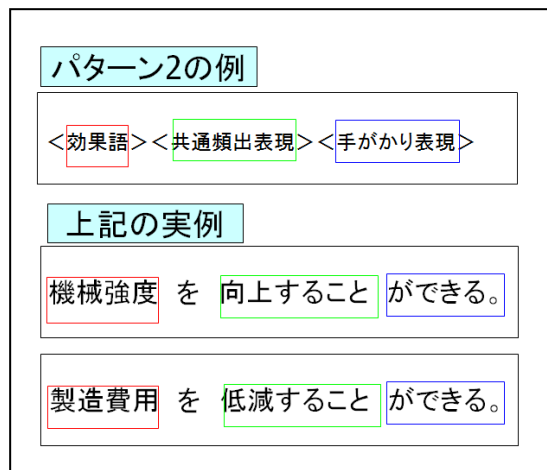 パターン2の例
＜効果語＞＜共通頻出表現＞＜手がかり表現＞
上記の実例
機械強度 を 向上すること ができる。
製造費用 を 低減すること ができる。